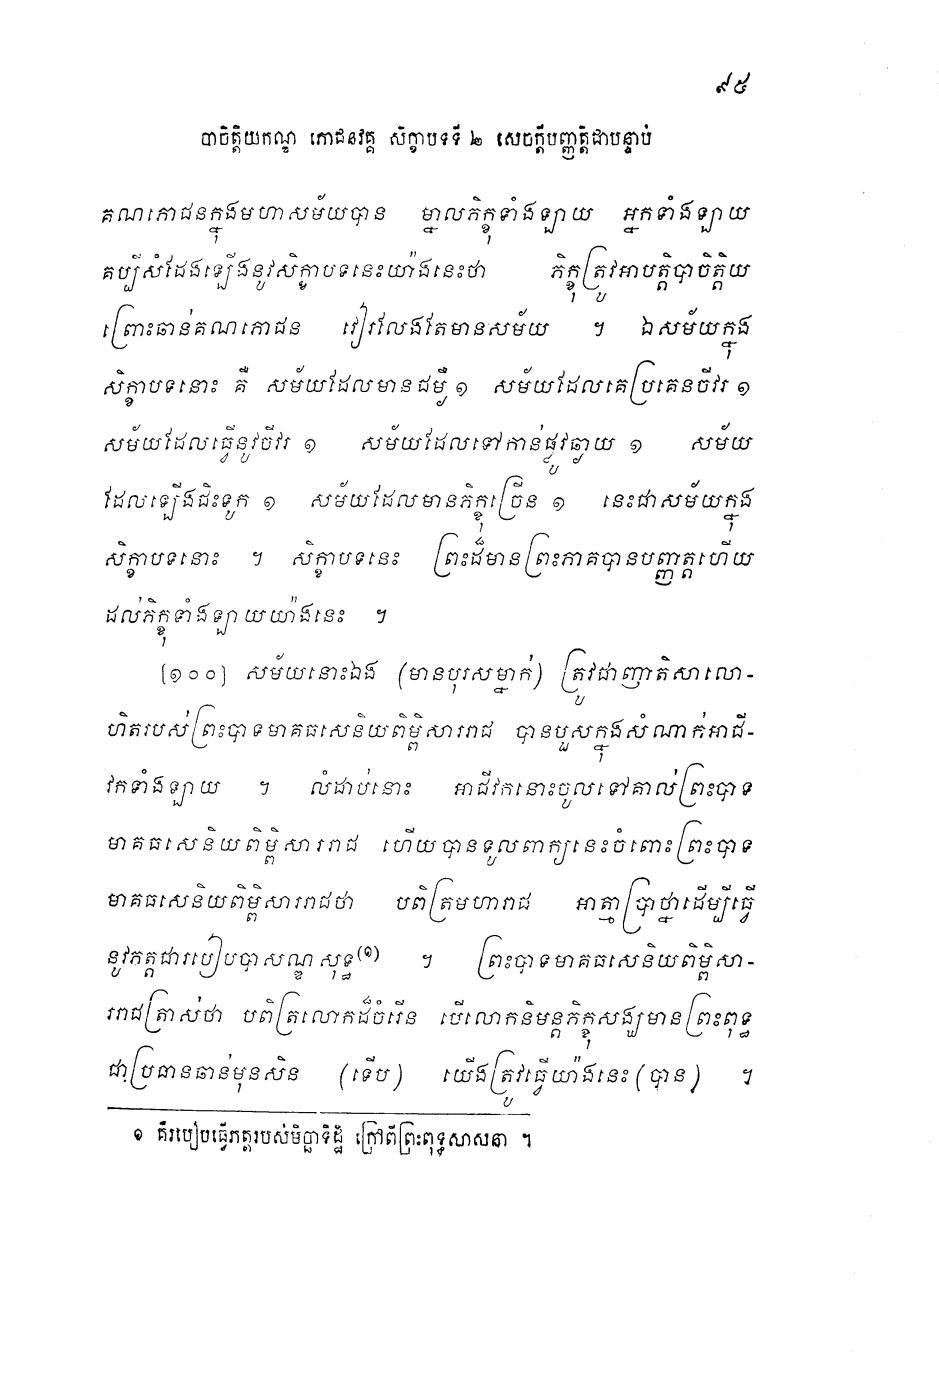 ៩៥
បាចិត្តិយកណ្ឌ ភោជនវគ្គ សិក្ខាបទទី ២ សេចក្តីបញ្ញត្តិជាបន្ទាប់
គណភោជនក្នុងមហាសម័យបាន ម្នាលភិក្ខុទាំងឡាយ អ្នកទាំងឡាយ
គប្បីសំដែងឡើងនូវសិក្ខាបទនេះយ៉ាងនេះថា ភិក្ខុត្រូវអាបត្តិបាចិត្តិយ
ព្រោះឆាន់គណភោជន វៀរលែងតែមានសម័យ ។ ឯសម័យក្នុង
សិក្ខាបទនោះ គឺ សម័យដែលមានជម្ងឺ ១ សម័យដែលគេប្រគេនចីវរ ១
សម័យដែលធ្វើនូវចីវរ ១ សម័យដែលទៅកាន់ផ្លូវឆ្ងាយ ១ សម័យ
ដែលឡើងជិះទូក ១ សម័យដែលមានភិក្ខុច្រើន ១ នេះជាសម័យក្នុង
សិក្ខាបទនោះ ។ សិក្ខាបទនេះ ព្រះដ៏មានព្រះភាគបានបញ្ញត្តហើយ
ដល់ភិក្ខុទាំងឡាយយ៉ាងនេះ ។
[១០០] សម័យនោះឯង (មានបុរសម្នាក់) ត្រូវជាញាតិសាលោ-
ហិតរបស់ព្រះបាទមាគធសេនិយពិម្ពិសាររាជ បានបួសក្នុងសំណាក់អាជី-
វកទាំងឡាយ ។ លំដាប់នោះ អាជីវកនោះចូលទៅគាល់ព្រះបាទ
មាគធសេនិយពិម្ពិសាររាជ ហើយបានទូលពាក្យនេះចំពោះព្រះបាទ
មាគធសេនិយពិម្ពិសាររាជថា បពិត្រមហារាជ អាត្មាប្រាថ្នាដើម្បីធ្វើ
នូវភត្តជារបៀបបាសណ្ឌសុទ្ធ(១) ។ ព្រះបាទមាគធសេនិយពិម្ពិសា-
ររាជត្រាស់ថា បពិត្រលោកដ៏ចំរើន បើលោកនិមន្តភិក្ខុសង្ឃមានព្រះពុទ្ធ
ជាប្រធានឆាន់មុនសិន (ទើប) យើងត្រូវធ្វើយ៉ាងនេះ (បាន) ។
១ គឺរបៀបធ្វើភត្តរបស់មិច្ឆាទិដ្ឋិ ក្រៅពីព្រះពុទ្ធសាសនា ។